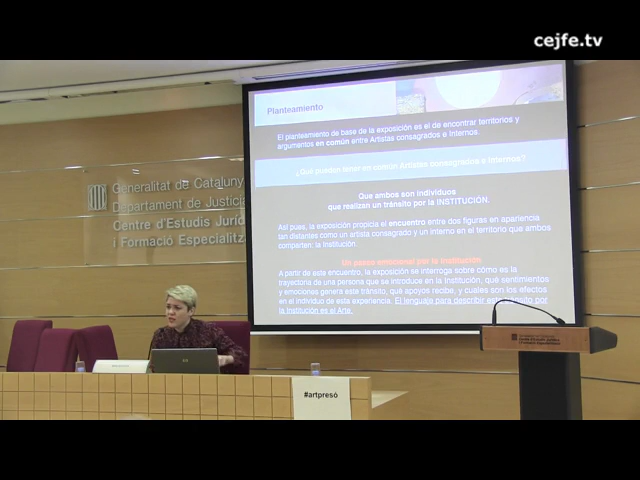 cejfe.tv
Planteamiento
El planteamiento de base de la exposición es el de encontrar territorios y
argumentos en común entre Artistas consagrados e Internos.
¿Qué pueden tener en común Artistas consagrados e Internos?
Que ambos son individuos
que realizan un tránsito por la INSTITUCIÓN.
Así pues, la exposición propicia el encuentro entre dos figuras en apariencia
tan distantes como un artista consagrado y un interno en el territorio que ambos
comparten: la Institución.
Un paseo emocional por la Institución
A partir de este encuentro, la exposición se interroga sobre cómo es la
trayectoria de una persona que se introduce en la Institución, qué sentimientos
y emociones genera este tránsito, qué apoyos recibe, y cuáles son los efectos
en el individuo de esta experiencia. El lenguaje para describir este tránsito por
la Institución es el Arte.
Generalitat de Cataluny
Departament de Justícia
Centre d'Estudis Juríd
i Formació Especialitza
#artpresó